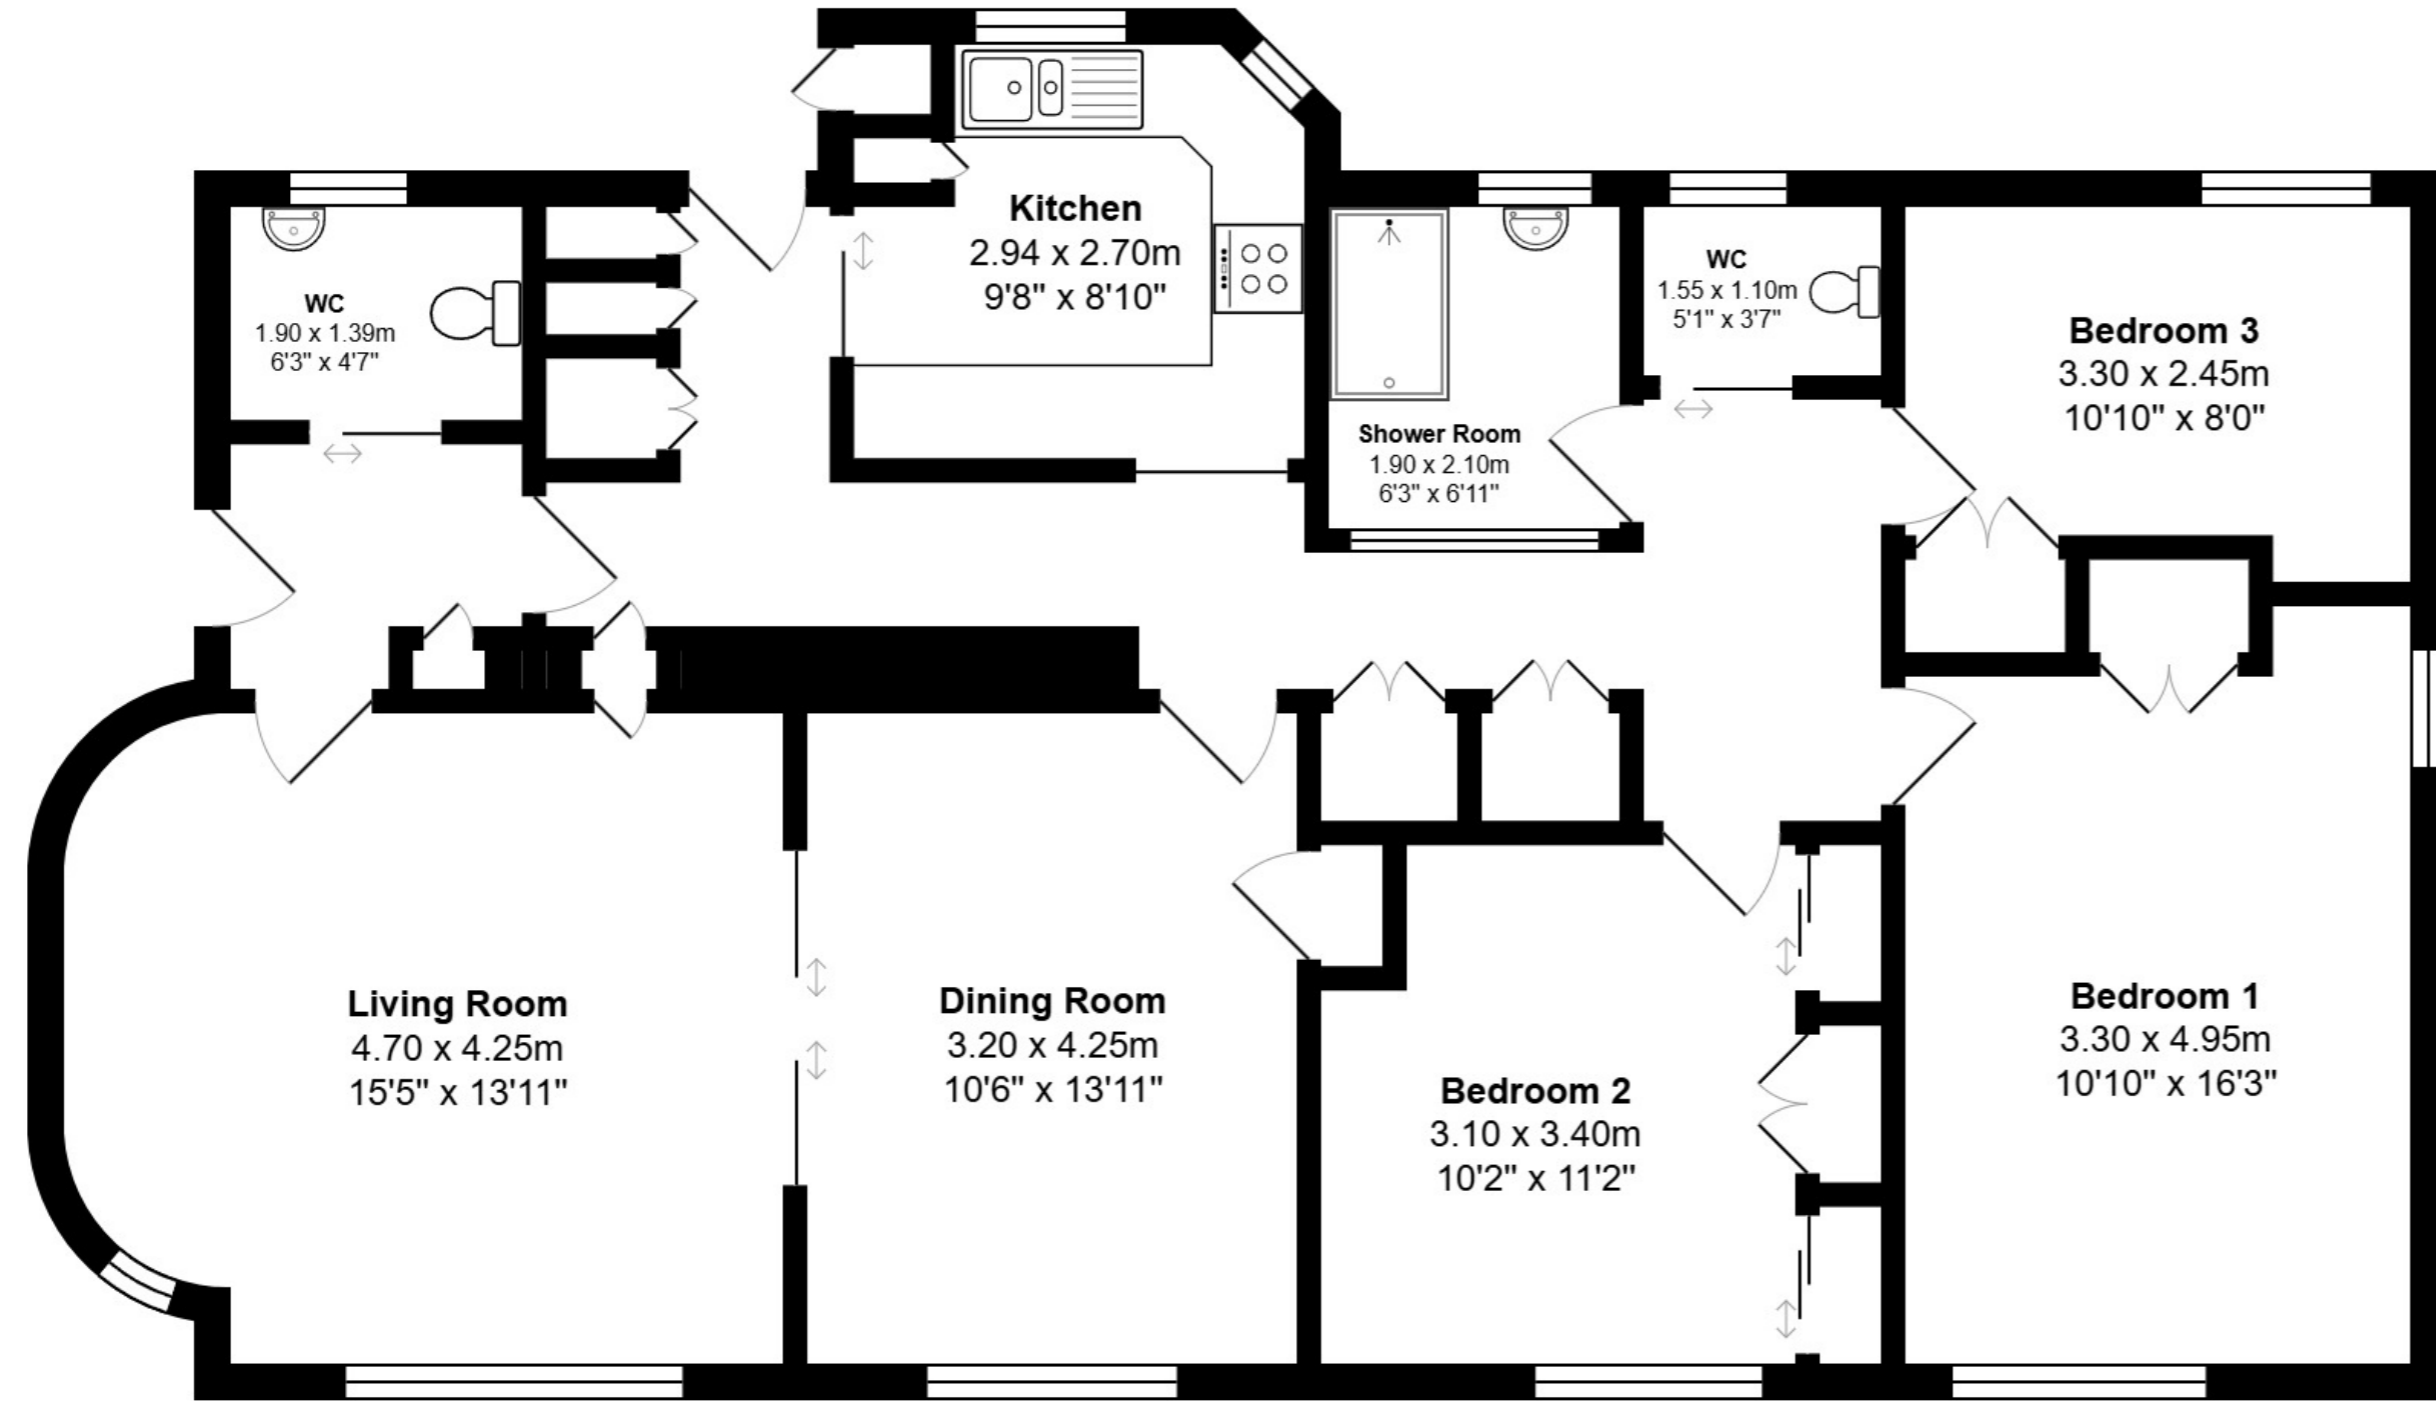 Kitchen
2.94 x 2.70m
9'8" x 8'10"
WC
1.90 x 1.39m
6'3" x 4'7"
WC
1.55 x 1.10m
5'1" x 3'7"
Bedroom 3
3.30 x 2.45m
10'10" x 8'0"
Shower Room
1.90 x 2.10m
6'3" x 6'11"
Living Room
4.70 x 4.25m
15'5" x 13'11"
Dining Room
3.20 x 4.25m
10'6" x 13'11"
Bedroom 2
3.10 x 3.40m
10'2" x 11'2"
Bedroom 1
3.30 x 4.95m
10'10" x 16'3"